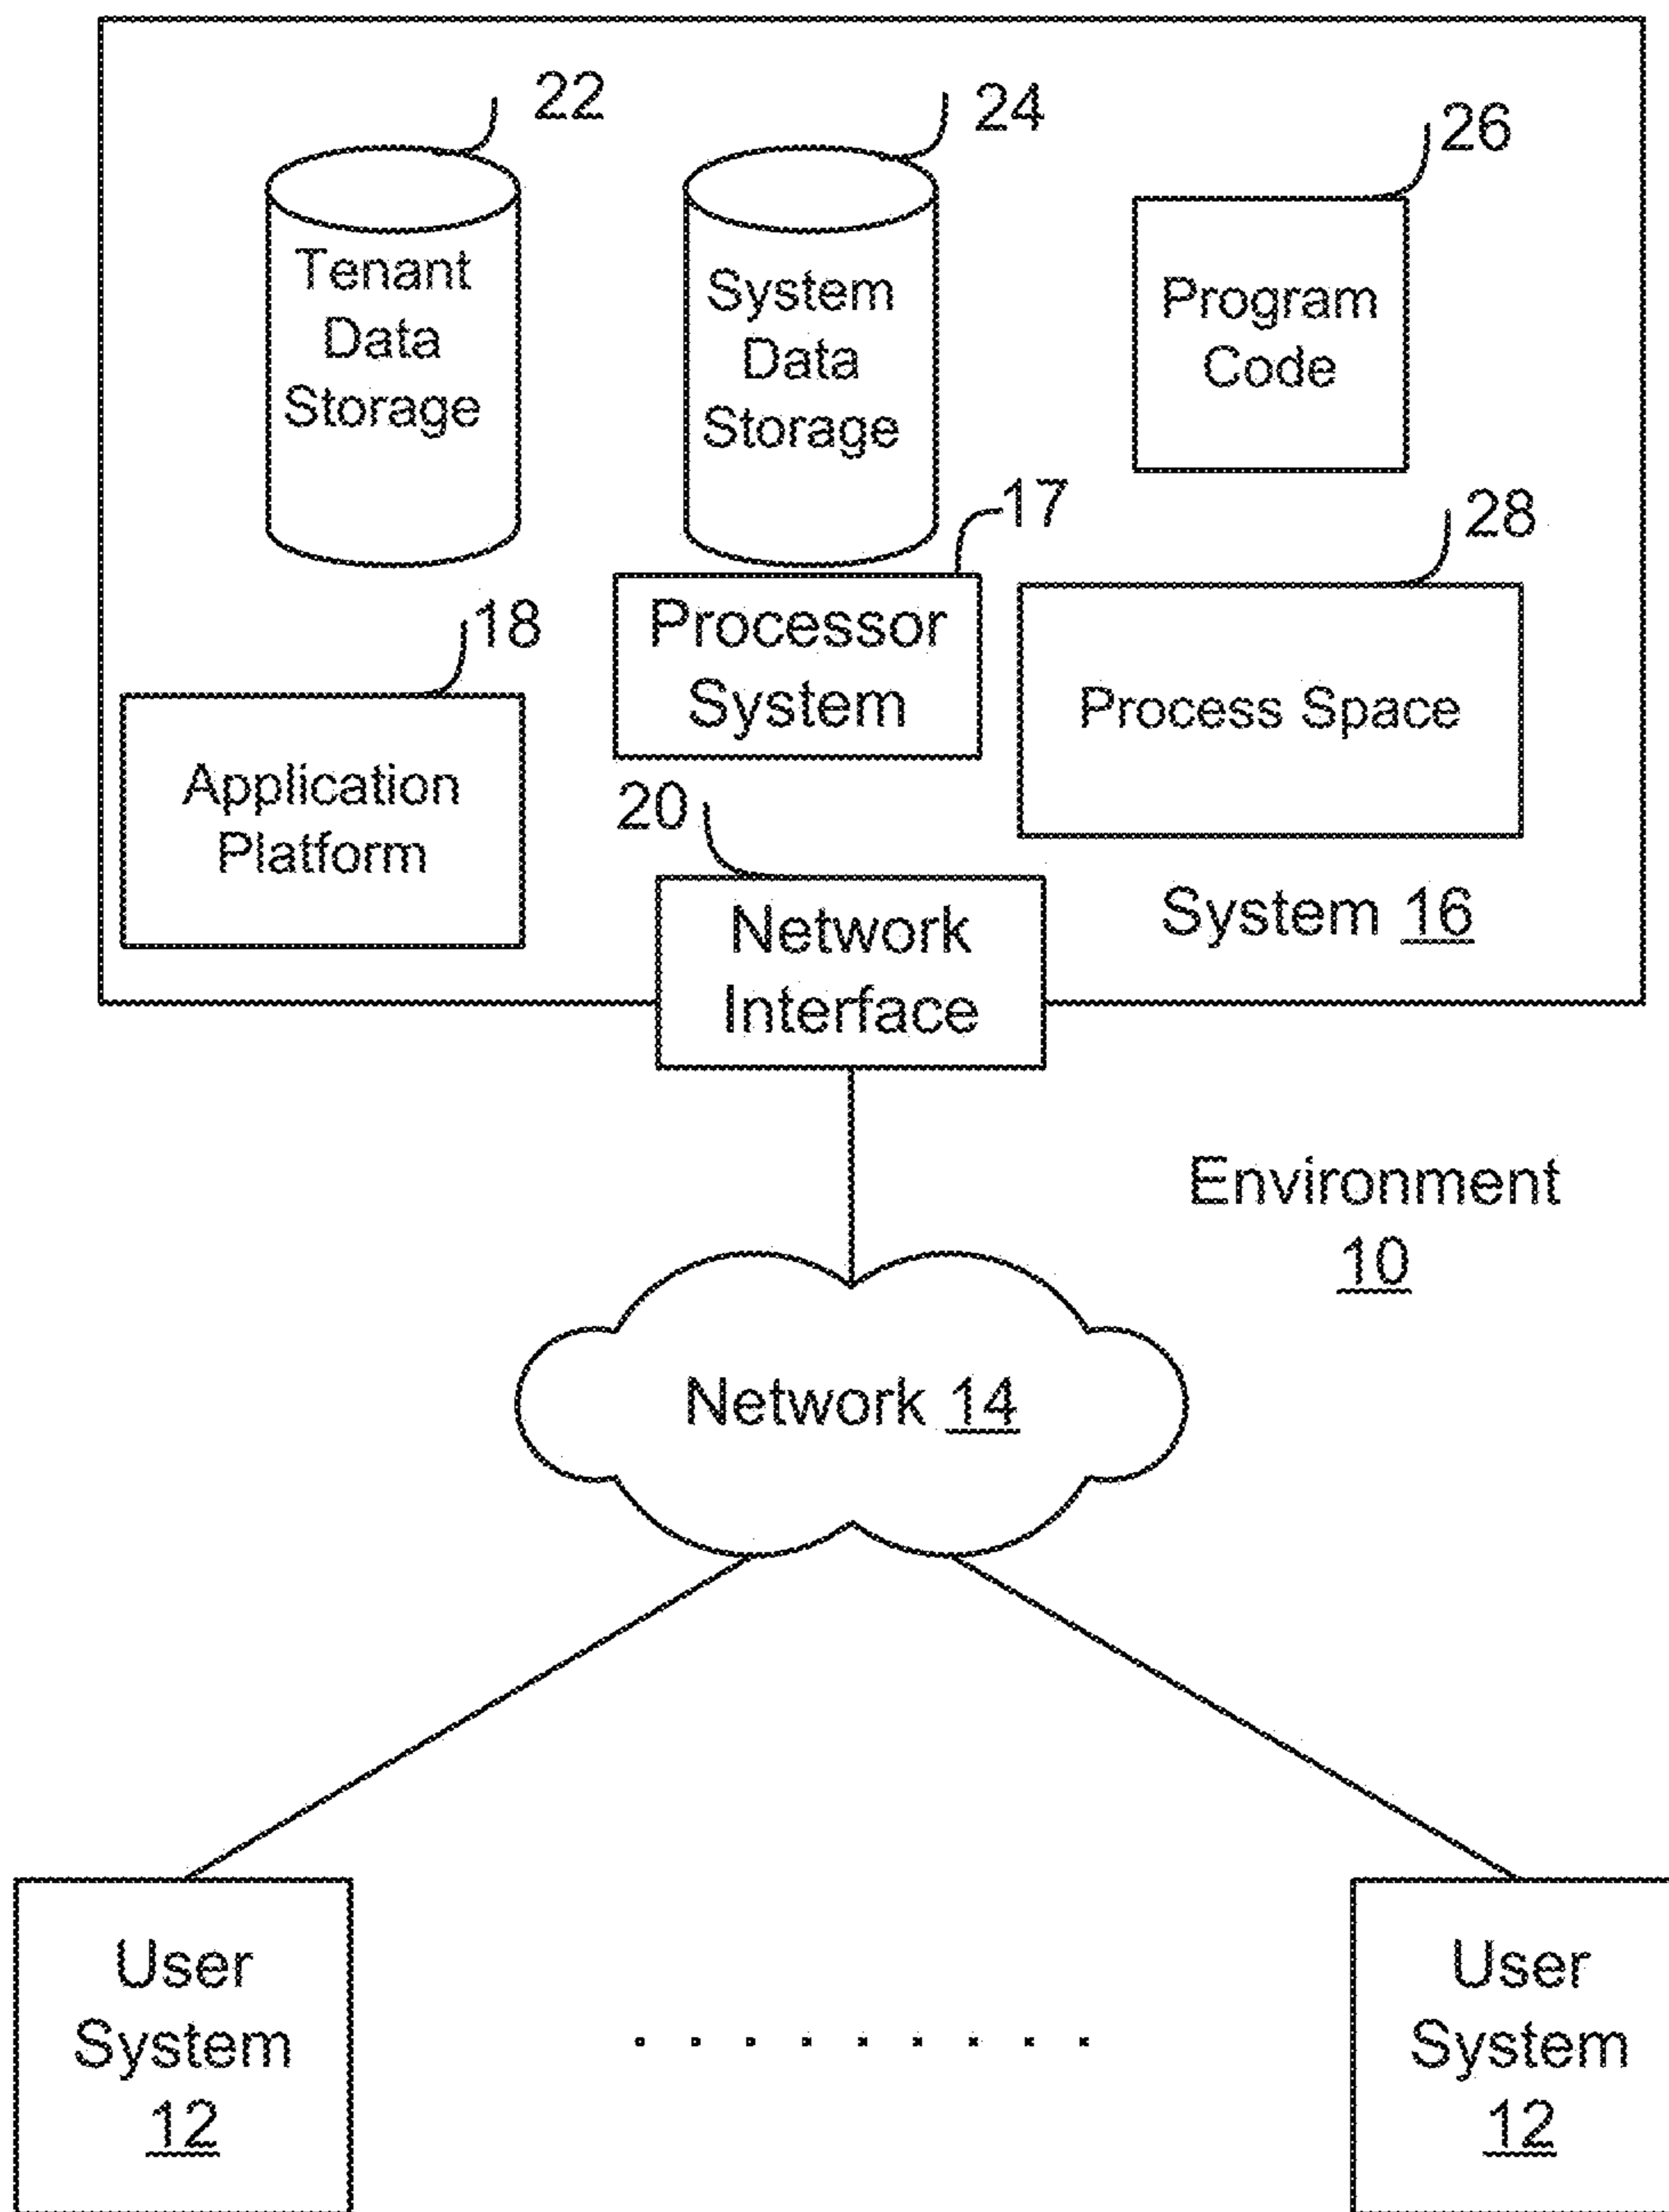 22
24
26
Tenant
Data
Storage
System
Data
Storage
Program
Code
17
28
18
Processor
System
Process Space
Application
Platform
20
Network
Interface
System 16
Environment
10
Network 14
User
System
12
User
System
12